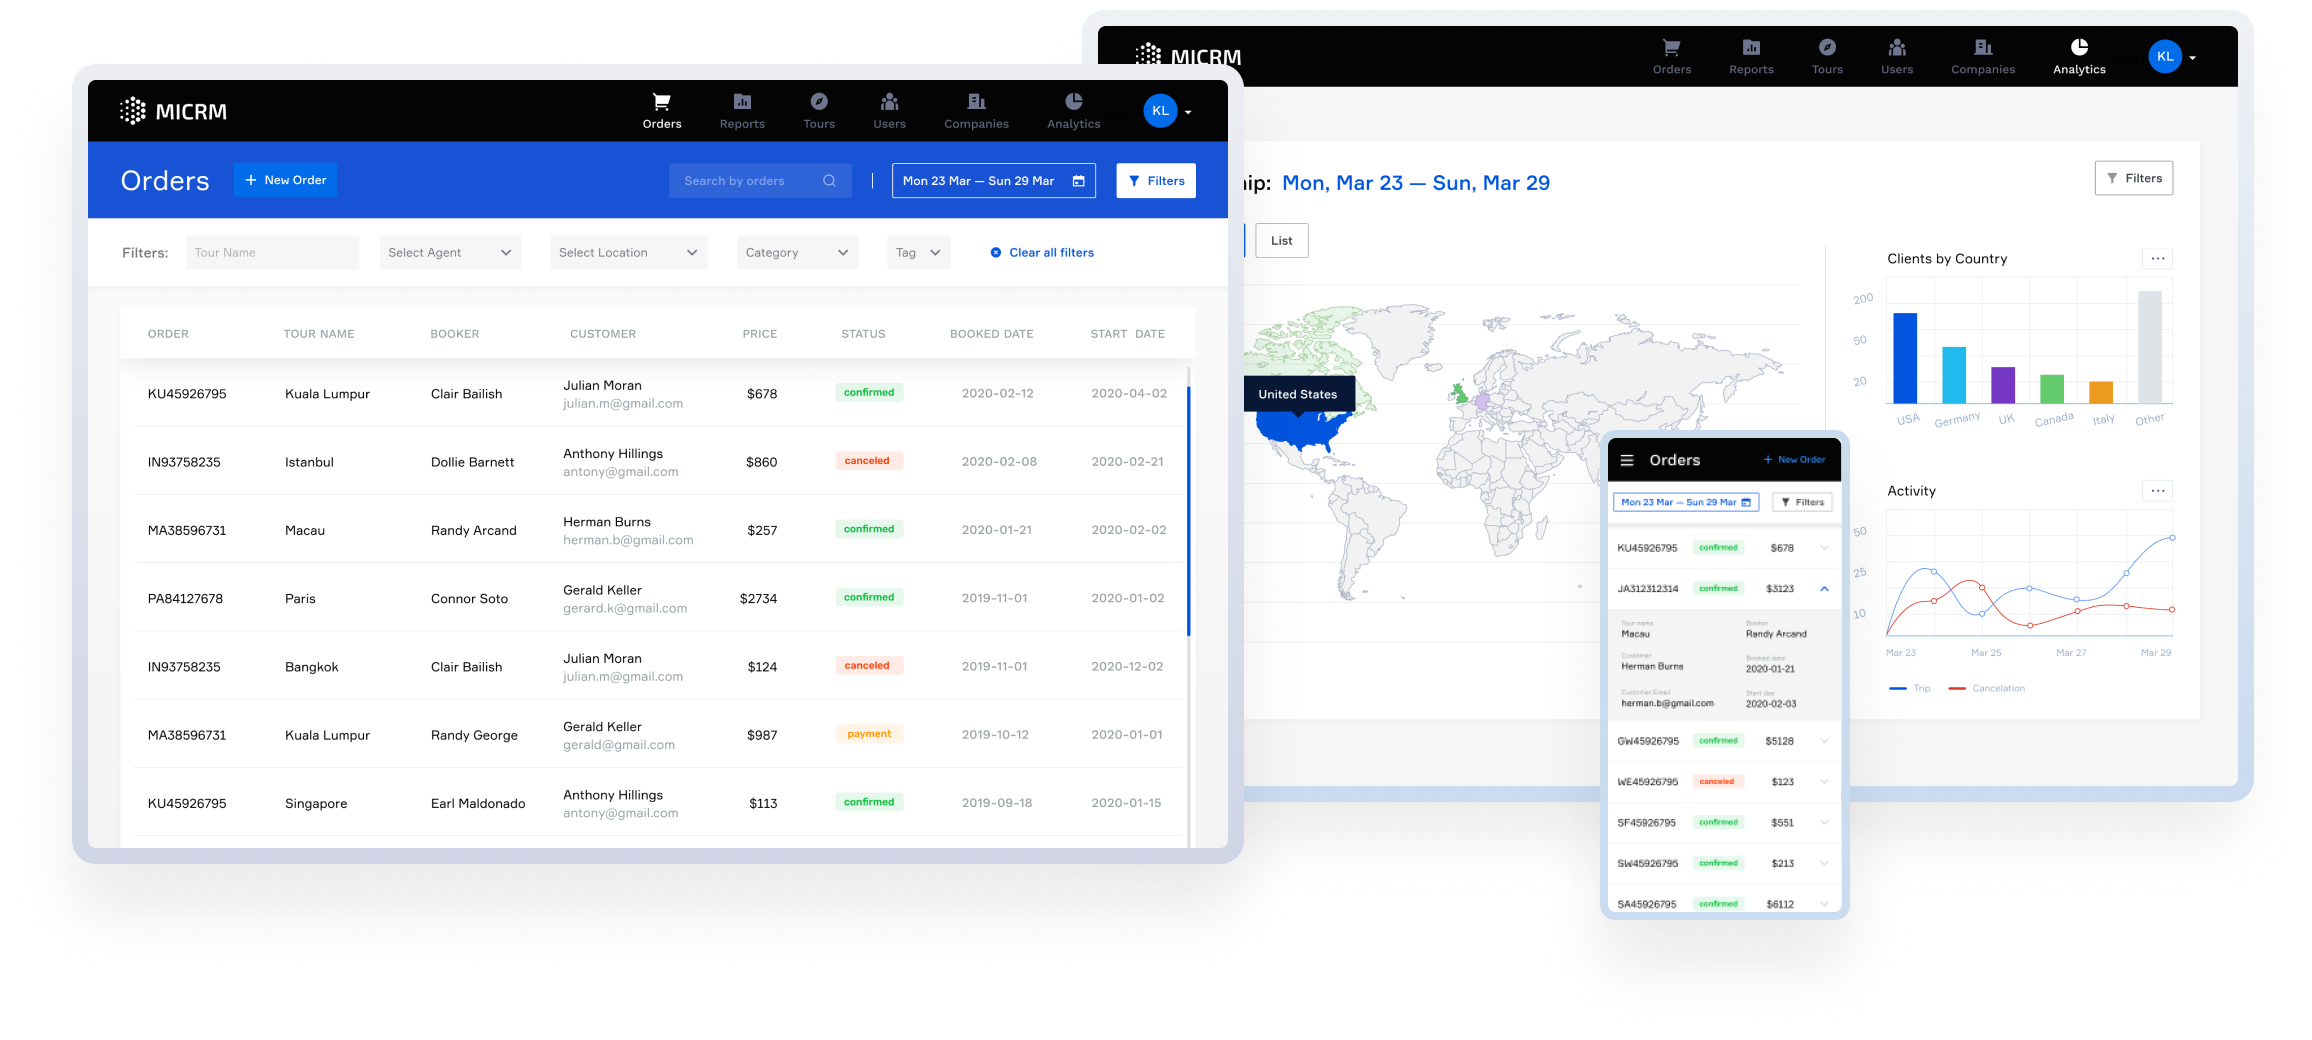 MICRM
Orders Reports Tours Users Companies Analytics KL
Orders
+ New Order
Search by orders
Mon 23 Mar — Sun 29 Mar
Filters
Filters: Tour Name Select Agent Select Location Category Tag Clear all filters
ORDER TOUR NAME BOOKER CUSTOMER PRICE STATUS BOOKED DATE START DATE
KU45926795 Kuala Lumpur Clair Bailish Julian Moran $678 confirmed 2020-02-12 2020-04-02
julian.m@gmail.com
IN93758235 Istanbul Dollie Barnett Anthony Hillings $860 canceled 2020-02-08 2020-02-21
antony@gmail.com
MA38596731 Macau Randy Arcand Herman Burns $257 confirmed 2020-01-21 2020-02-02
herman.b@gmail.com
PA84127678 Paris Connor Soto Gerald Keller $2734 confirmed 2019-11-01 2020-01-02
gerard.k@gmail.com
IN93758235 Bangkok Clair Bailish Julian Moran $124 canceled 2019-11-01 2020-12-02
julian.m@gmail.com
MA38596731 Kuala Lumpur Randy George Gerald Keller $987 payment 2019-10-12 2020-01-01
gerald@gmail.com
KU45926795 Singapore Earl Maldonado Anthony Hillings $113 confirmed 2019-09-18 2020-01-15
antony@gmail.com
MICRM
Orders Reports Tours Users Companies Analytics KL
ip: Mon, Mar 23 — Sun, Mar 29
Filters
List
United States
Clients by Country
...
200
50
20
USA Germany UK Canada Italy Other
Activity
...
50
25
10
Mar 23 Mar 25 Mar 27 Mar 29
Trip Cancelation
Orders
+ New Order
Mon 23 Mar — Sun 29 Mar
Filters
KU45926795 confirmed $678
JA312312314 confirmed $3123
Tour name Booker
Macau Randy Arcand
Customer Booked date
Herman Burns 2020-01-21
Customer Email Start day
herman.b@gmail.com 2020-02-03
GW45926795 confirmed $5128
WE45926795 canceled $123
SF45926795 confirmed $551
SW45926795 confirmed $213
SA45926795 confirmed $6112